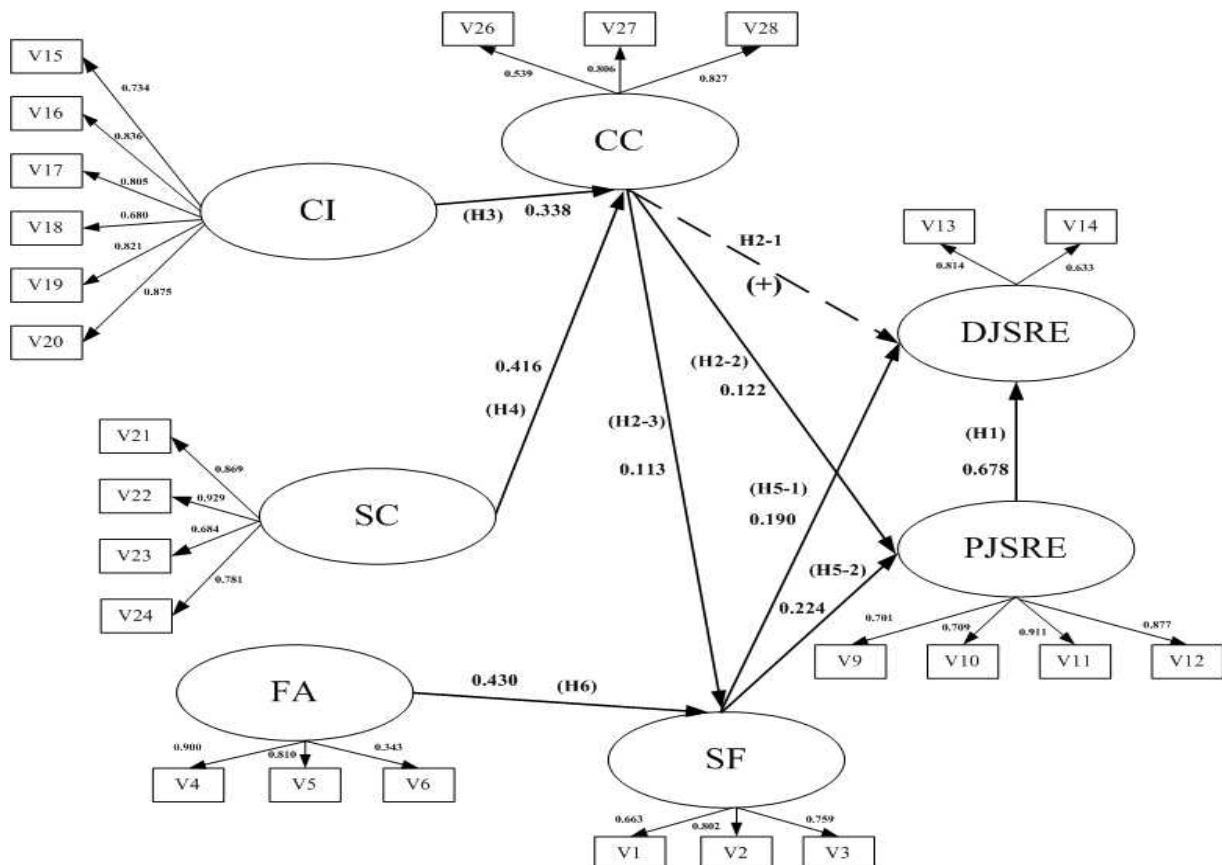 V26
V27
V28
0.539
0.806
0.827
CC
V15
V16
V17
V18
V19
V20
0.734
0.836
0.805
0.680
0.821
0.875
CI
(H3)
0.338
H2-1
(+)
V13
V14
0.814
0.633
DJSRE
0.416
(H4)
(H2-2)
0.122
(H2-3)
0.113
(H1)
0.678
V21
V22
V23
V24
0.869
0.929
0.684
0.781
SC
(H5-1)
0.190
(H5-2)
0.224
PJSRE
0.701
0.709
0.911
0.877
V9
V10
V11
V12
FA
0.430
(H6)
0.900
0.810
0.343
V4
V5
V6
SF
0.663
0.802
0.759
V1
V2
V3